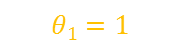 θ₁ = 1